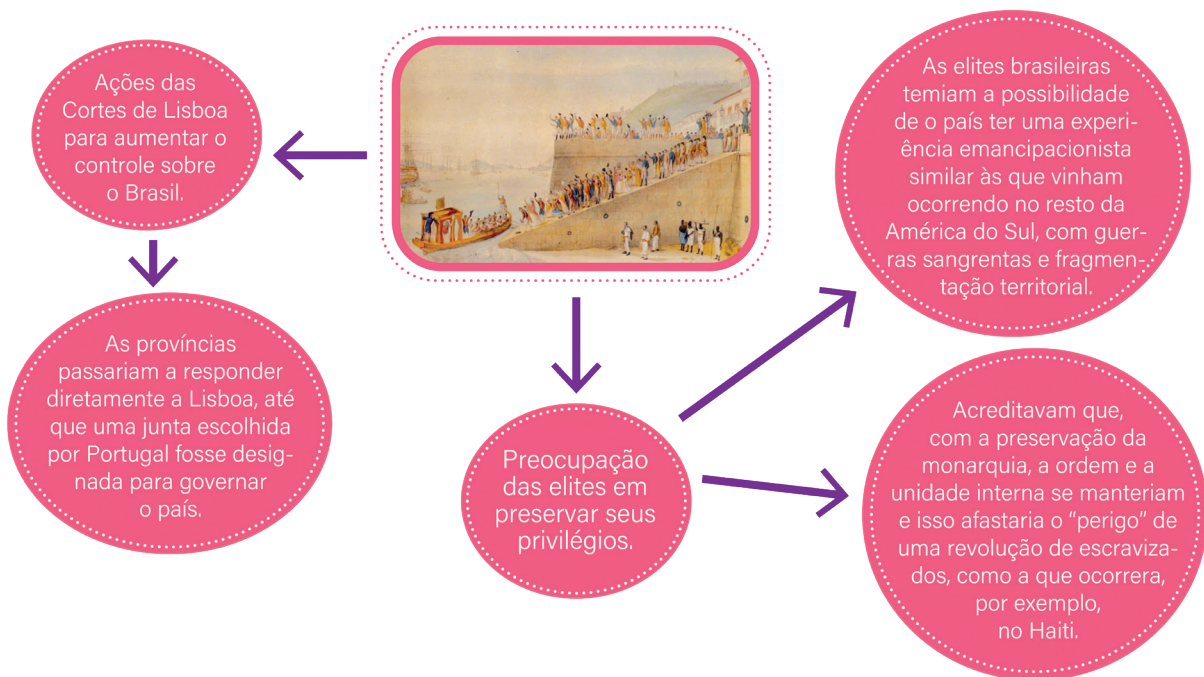 Ações das
Cortes de Lisboa
para aumentar o
controle sobre
o Brasil.
As províncias
passariam a responder
diretamente a Lisboa, até
que uma junta escolhida
por Portugal fosse desig-
nada para governar
o país.
Preocupação
das elites em
preservar seus
privilégios.
As elites brasileiras
temiam a possibilidade
de o país ter uma experi-
ência emancipacionista
similar às que vinham
ocorrendo no resto da
América do Sul, com guer-
ras sangrentas e fragmen-
tação territorial.
Acreditavam que,
com a preservação da
monarquia, a ordem e a
unidade interna se manteriam
e isso afastaria o “perigo” de
uma revolução de escraviza-
dos, como a que ocorrera,
por exemplo,
no Haiti.